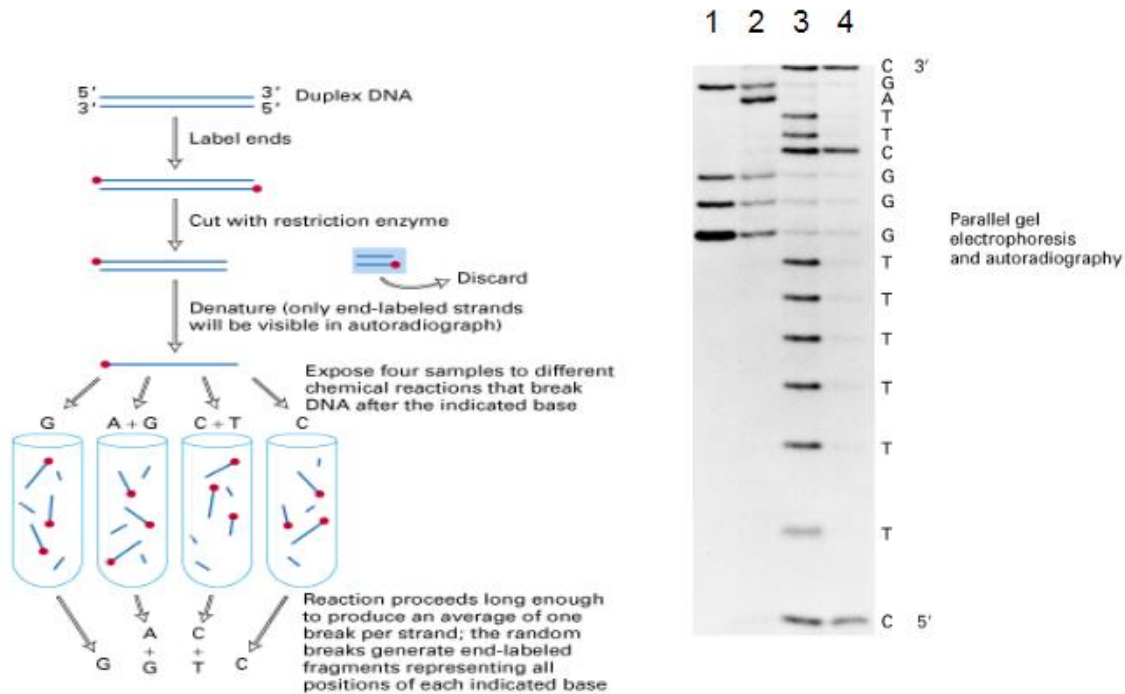 5' 3' Duplex DNA
3' 5'
Label ends
Cut with restriction enzyme
Discard
Denature (only end-labeled strands
will be visible in autoradiograph)
Expose four samples to different
chemical reactions that break
DNA after the indicated base
G A + G C + T C
Reaction proceeds long enough
to produce an average of one
break per strand; the random
breaks generate end-labeled
fragments representing all
positions of each indicated base
G A + G C + T C
1 2 3 4
C 3'
G
A
T
T
C
G
G
G
T
T
T
T
T
T
C 5'
Parallel gel
electrophoresis
and autoradiography